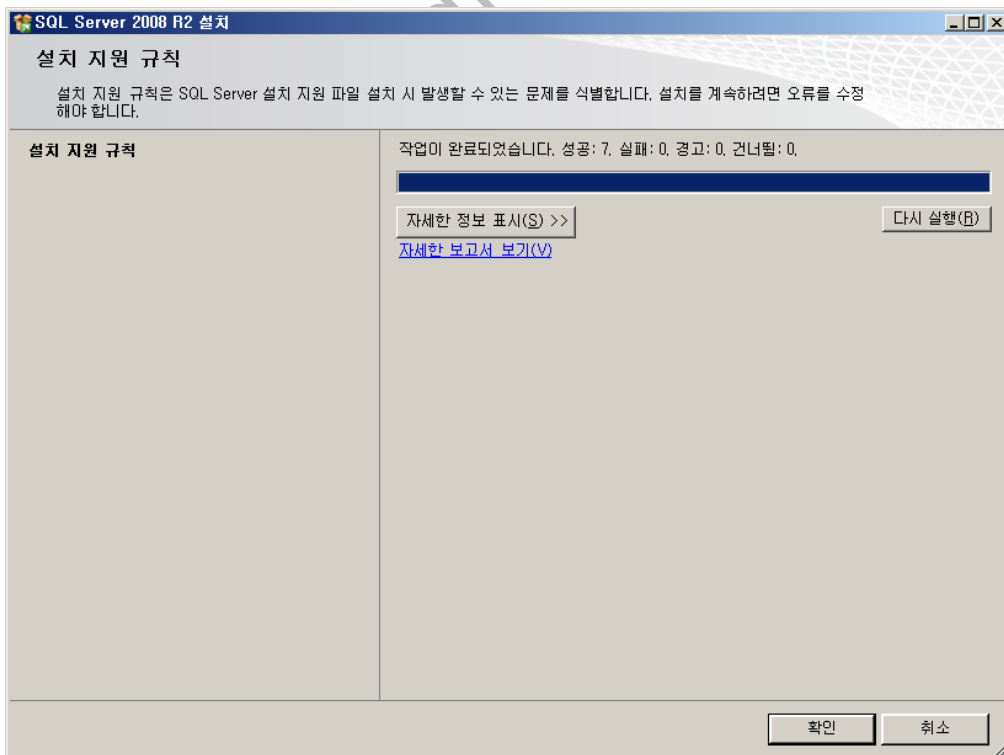 SQL Server 2008 R2 설치
설치 지원 규칙
설치 지원 규칙은 SQL Server 설치 지원 파일 설치 시 발생할 수 있는 문제를 식별합니다. 설치를 계속하려면 오류를 수정
해야 합니다.
설치 지원 규칙
작업이 완료되었습니다. 성공: 7. 실패: 0. 경고: 0. 건너뜀: 0.
자세한 정보 표시(S) >>
다시 실행(R)
자세한 보고서 보기(V)
확인
취소